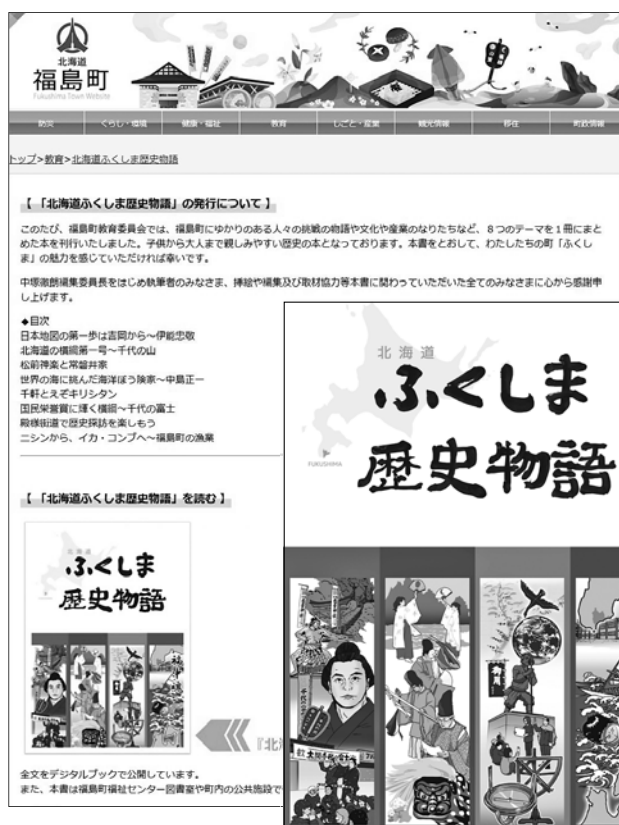 北海道
福島町
Fukushima Town Website
防災 くらし・環境 健康・福祉 教育 しごと・産業 観光情報 移住 町政情報
トップ>教育>北海道ふくしま歴史物語
【 「北海道ふくしま歴史物語」の発行について 】
このたび、福島町教育委員会では、福島町にゆかりのある人々の挑戦の物語や文化や産業のなりたちなど、8つのテーマを1冊にまと
めた本を刊行いたしました。子供から大人まで親しみやすい歴史の本となっております。本書をとおして、わたしたちの町「ふくし
ま」の魅力を感じていただければ幸いです。
中塚徹朗編集委員長をはじめ執筆者のみなさま、挿絵や編集及び取材協力等本書に関わっていただいた全てのみなさまに心から感謝申
し上げます。
◆目次
日本地図の第一歩は吉岡から~伊能忠敬
北海道の横綱第一号~千代の山
松前神楽と常磐井家
世界の海に挑んだ海洋ぼう険家~中島正一
千軒とえぞキリシタン
国民栄誉賞に輝く横綱~千代の富士
殿様街道で歴史探訪を楽しもう
ニシンから、イカ・コンブへ~福島町の漁業
【 「北海道ふくしま歴史物語」を読む 】
北海道
ふくしま
歴史物語
『北海
全文をデジタルブックで公開しています。
また、本書は福島町福祉センター図書室や町内の公共施設で
北海道
ふくしま
歴史物語
FUKUSHIMA